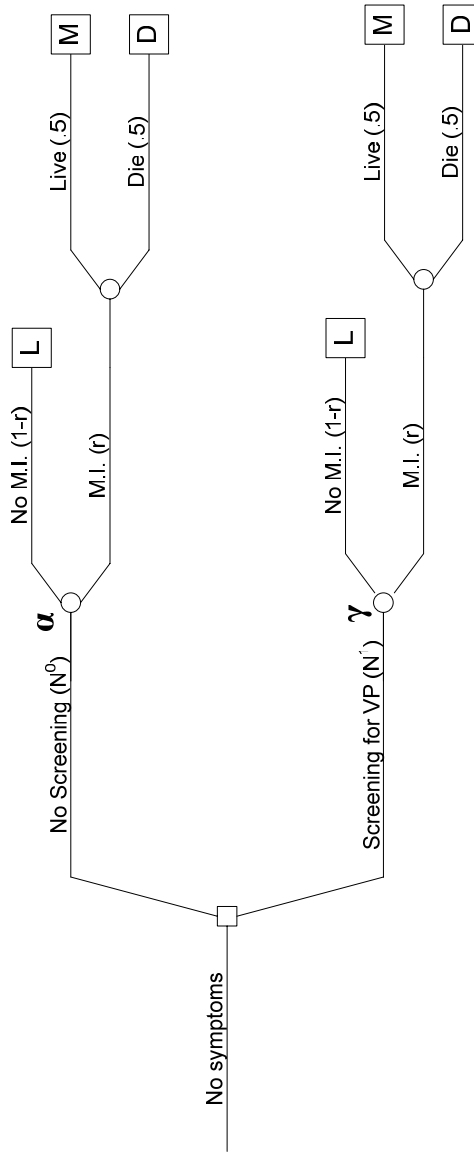 No symptoms
No Screening (N⁰)
α
No M.I. (1-r)
L
M.I. (r)
Live (.5)
M
Die (.5)
D
Screening for VP (N¹)
γ
No M.I. (1-r)
L
M.I. (r)
Live (.5)
M
Die (.5)
D